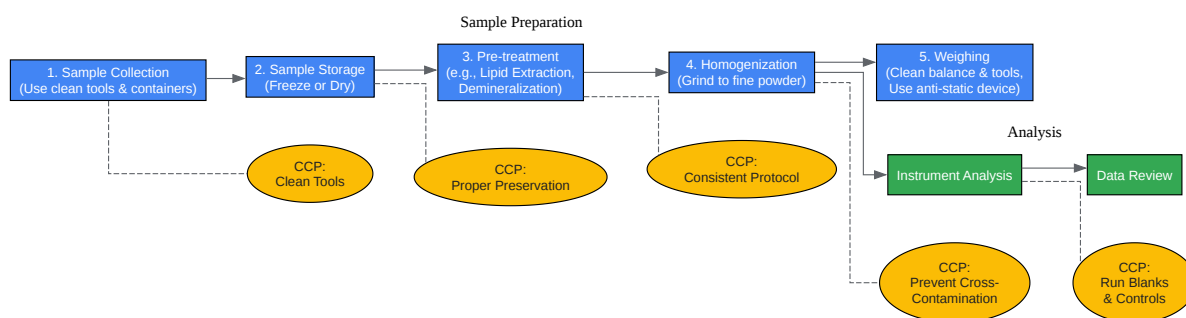 Sample Preparation
1. Sample Collection
(Use clean tools & containers)
2. Sample Storage
(Freeze or Dry)
3. Pre-treatment
(e.g., Lipid Extraction,
Demineralization)
4. Homogenization
(Grind to fine powder)
5. Weighing
(Clean balance & tools,
Use anti-static device)
CCP:
Clean Tools
CCP:
Proper Preservation
CCP:
Consistent Protocol
Analysis
Instrument Analysis
Data Review
CCP:
Prevent Cross-
Contamination
CCP:
Run Blanks
& Controls